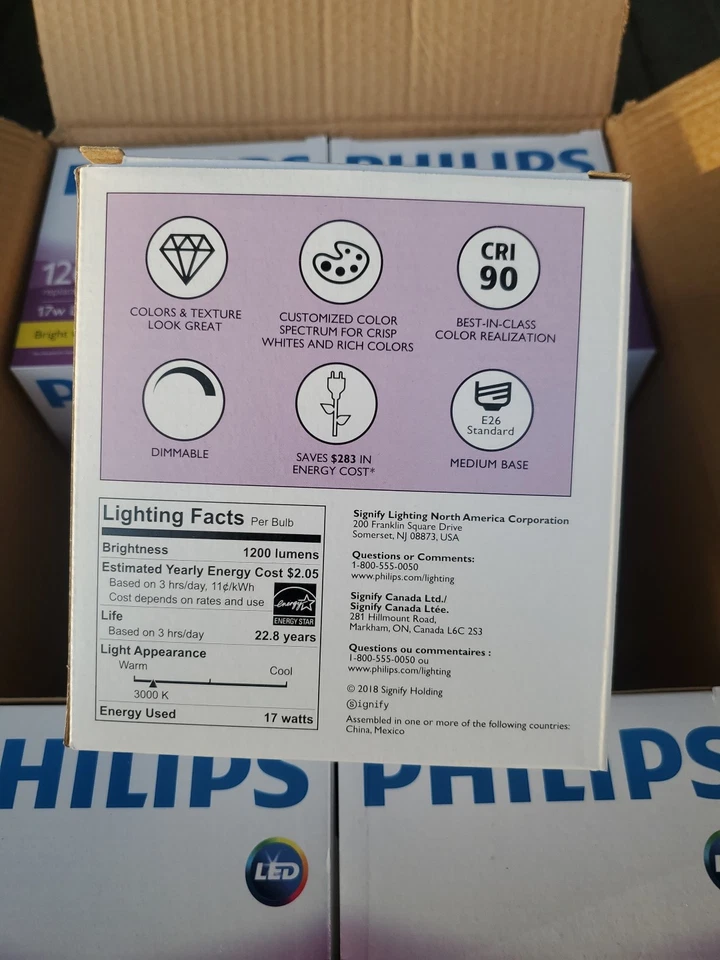 PHILIPS
12
17w
Bright
COLORS & TEXTURE
LOOK GREAT
CUSTOMIZED COLOR
SPECTRUM FOR CRISP
WHITES AND RICH COLORS
CRI
90
BEST-IN-CLASS
COLOR REALIZATION
DIMMABLE
SAVES $283 IN
ENERGY COST*
E26
Standard
MEDIUM BASE
Lighting Facts Per Bulb
Brightness 1200 lumens
Estimated Yearly Energy Cost $2.05
Based on 3 hrs/day, 11¢/kWh
Cost depends on rates and use
energy
ENERGY STAR
Life
Based on 3 hrs/day 22.8 years
Light Appearance
Warm Cool
3000 K
Energy Used 17 watts
Signify Lighting North America Corporation
200 Franklin Square Drive
Somerset, NJ 08873, USA
Questions or Comments:
1-800-555-0050
www.philips.com/lighting
Signify Canada Ltd./
Signify Canada Ltée.
281 Hillmount Road,
Markham, ON, Canada L6C 2S3
Questions ou commentaires :
1-800-555-0050 ou
www.philips.com/lighting
© 2018 Signify Holding
Ⓢignify
Assembled in one or more of the following countries:
China, Mexico
HILIPS
PHILIPS
LED